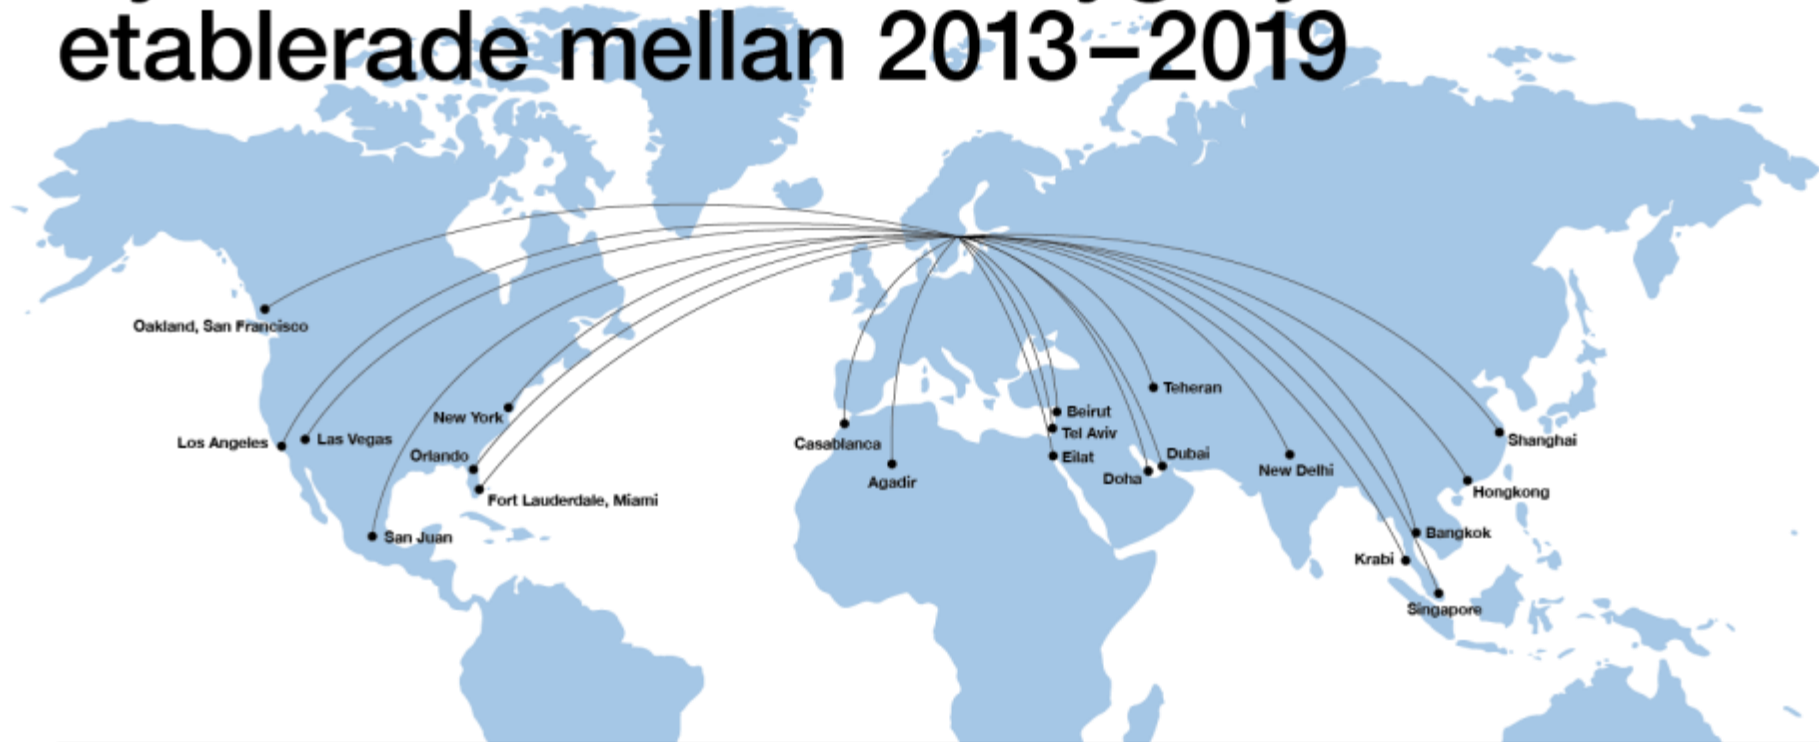 etablerade mellan 2013–2019
Oakland, San Francisco
Los Angeles
Las Vegas
New York
Orlando
Fort Lauderdale, Miami
San Juan
Casablanca
Agadir
Beirut
Tel Aviv
Eilat
Teheran
Doha
Dubai
New Delhi
Shanghai
Hongkong
Bangkok
Krabi
Singapore